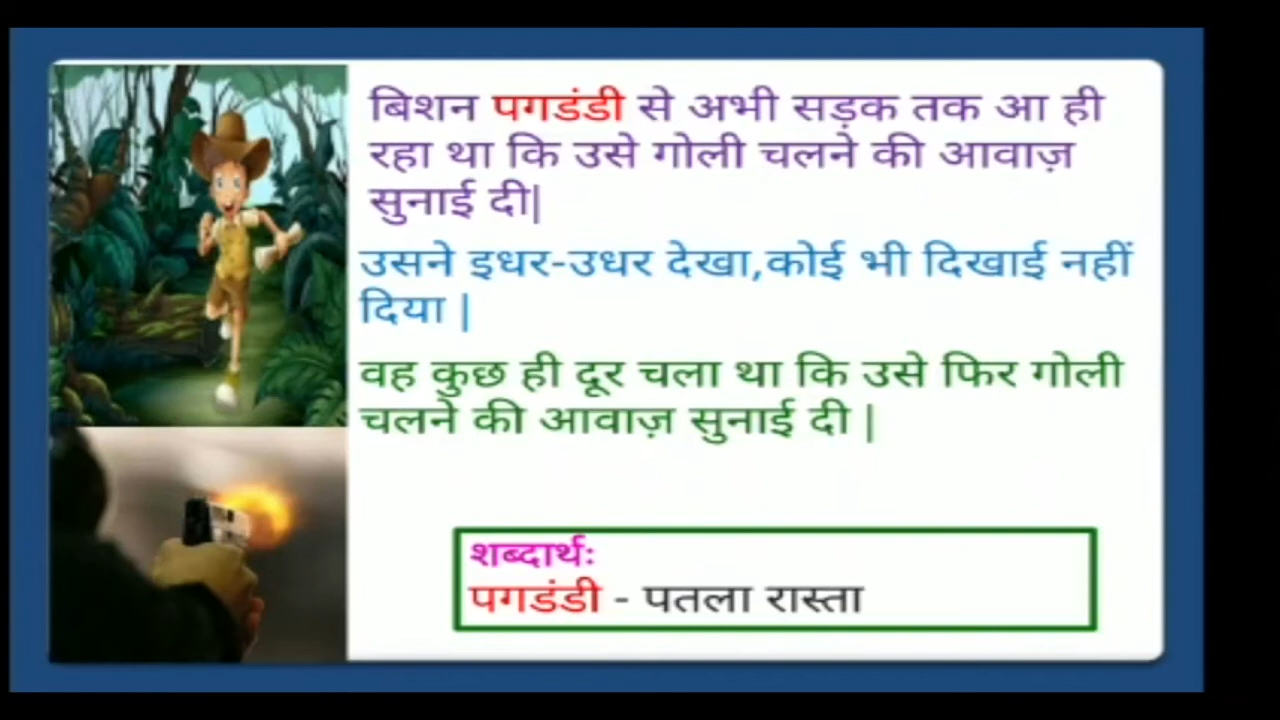 बिशन पगडंडी से अभी सड़क तक आ ही
रहा था कि उसे गोली चलने की आवाज़
सुनाई दी|
उसने इधर-उधर देखा,कोई भी दिखाई नहीं
दिया |
वह कुछ ही दूर चला था कि उसे फिर गोली
चलने की आवाज़ सुनाई दी |
शब्दार्थः
पगडंडी - पतला रास्ता